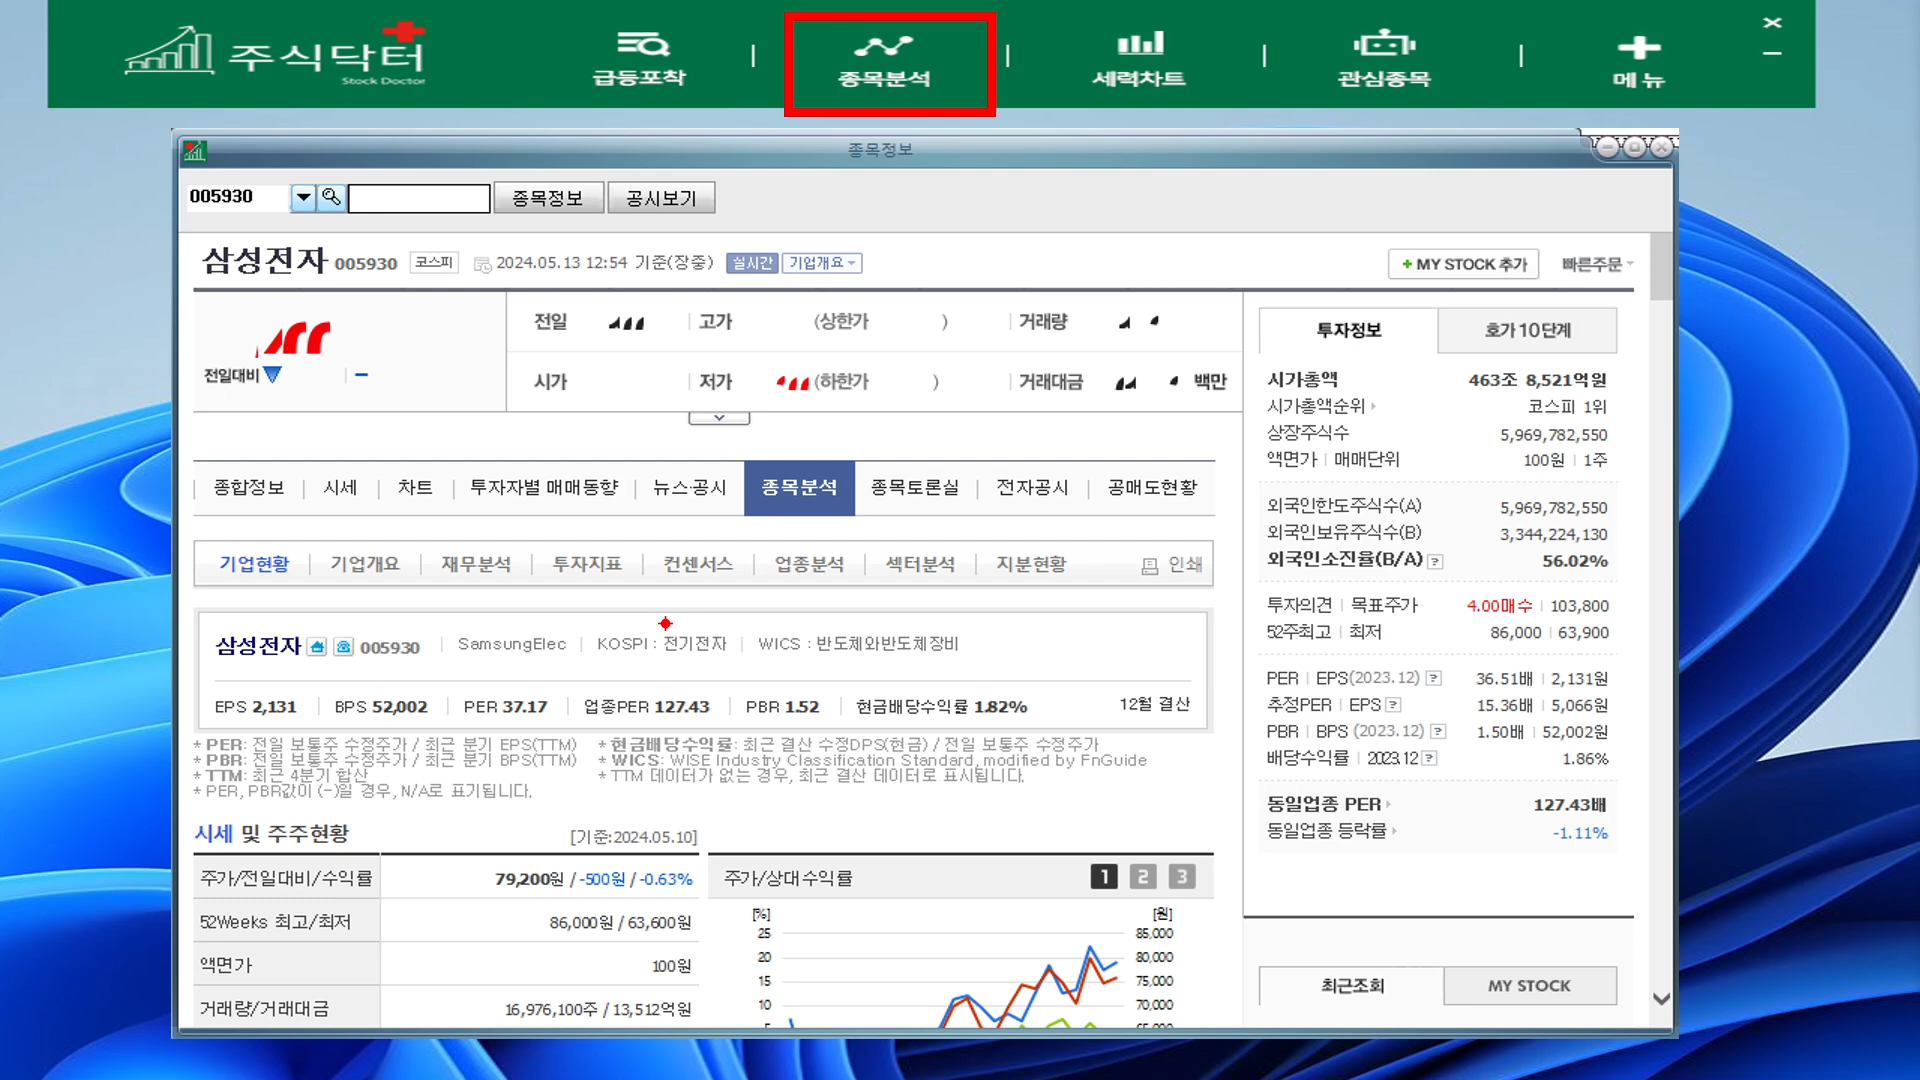 주식닥터
Stock Doctor
급등포착
종목분석
세력차트
관심종목
메뉴
종목정보
005930
종목정보
공시보기
삼성전자 005930 코스피 2024.05.13 12:54 기준(장중) 실시간 기업개요
+ MY STOCK 추가
빠른주문
전일대비
전일
고가
(상한가 )
거래량
시가
저가
(하한가 )
거래대금
백만
종합정보 시세 차트 투자자별 매매동향 뉴스·공시 종목분석 종목토론실 전자공시 공매도현황
기업현황 기업개요 재무분석 투자지표 컨센서스 업종분석 섹터분석 지분현황 인쇄
삼성전자 005930 SamsungElec KOSPI : 전기전자 WICS : 반도체와반도체장비
EPS 2,131 BPS 52,002 PER 37.17 업종PER 127.43 PBR 1.52 현금배당수익률 1.82% 12월 결산
* PER: 전일 보통주 수정주가 / 최근 분기 EPS(TTM)
* PBR: 전일 보통주 수정주가 / 최근 분기 BPS(TTM)
* TTM: 최근 4분기 합산
* PER, PBR값이 (-)일 경우, N/A로 표기됩니다.
* 현금배당수익률: 최근 결산 수정DPS(현금) / 전일 보통주 수정주가
* WICS: WISE Industry Classification Standard, modified by FnGuide
* TTM 데이터가 없는 경우, 최근 결산 데이터로 표시됩니다.
시세 및 주주현황 [기준:2024.05.10]
주가/전일대비/수익률 79,200원 / -500원 / -0.63%
52Weeks 최고/최저 86,000원 / 63,600원
액면가 100원
거래량/거래대금 16,976,100주 / 13,512억원
주가/상대수익률 1 2 3
[%] [원]
25 85,000
20 80,000
15 75,000
10 70,000
5 65,000
투자정보 호가 10단계
시가총액 463조 8,521억원
시가총액순위 코스피 1위
상장주식수 5,969,782,550
액면가 매매단위 100원 1주
외국인한도주식수(A) 5,969,782,550
외국인보유주식수(B) 3,344,224,130
외국인소진율(B/A) ? 56.02%
투자의견 목표주가 4.00매수 103,800
52주최고 최저 86,000 63,900
PER EPS(2023.12) ? 36.51배 2,131원
추정PER EPS ? 15.36배 5,066원
PBR BPS (2023.12) ? 1.50배 52,002원
배당수익률 2023.12 ? 1.86%
동일업종 PER 127.43배
동일업종 등락률 -1.11%
최근조회 MY STOCK